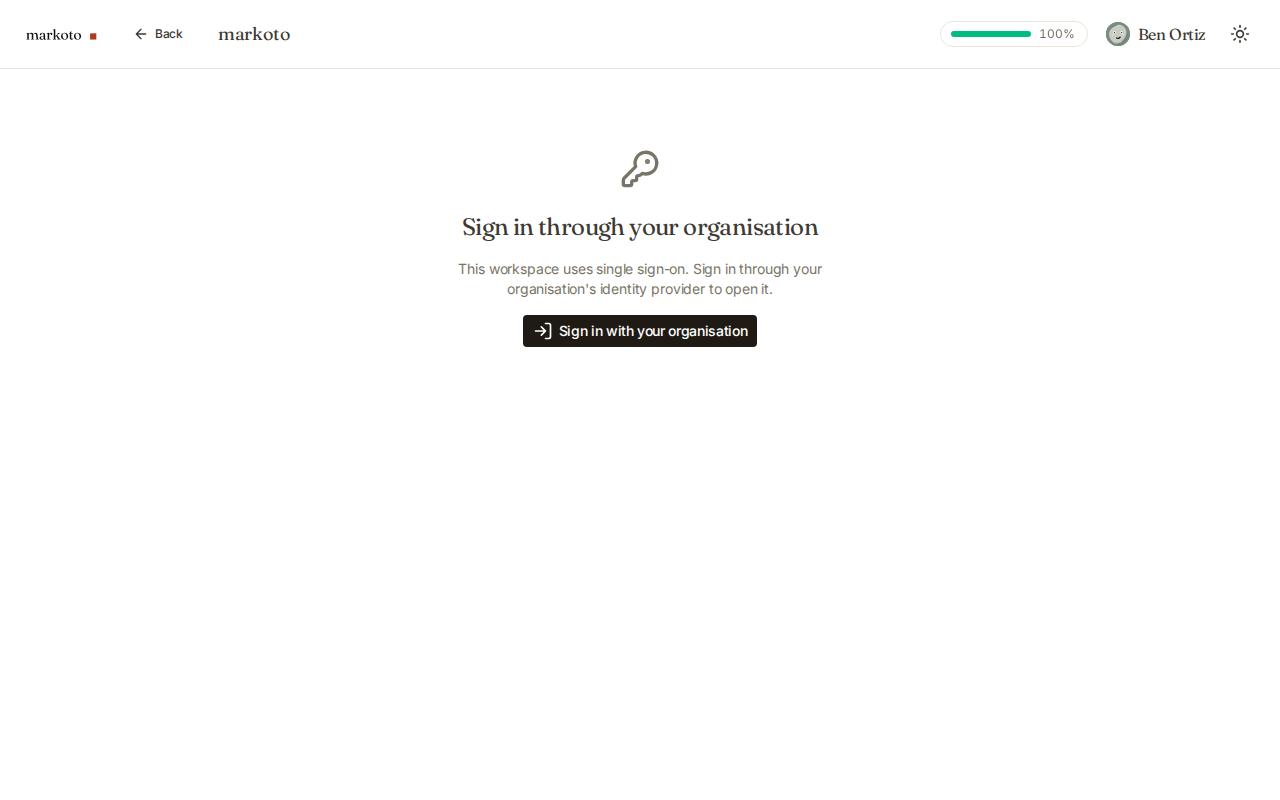 markoto
Back
markoto
100%
Ben Ortiz
Sign in through your organisation
This workspace uses single sign-on. Sign in through your
organisation's identity provider to open it.
Sign in with your organisation